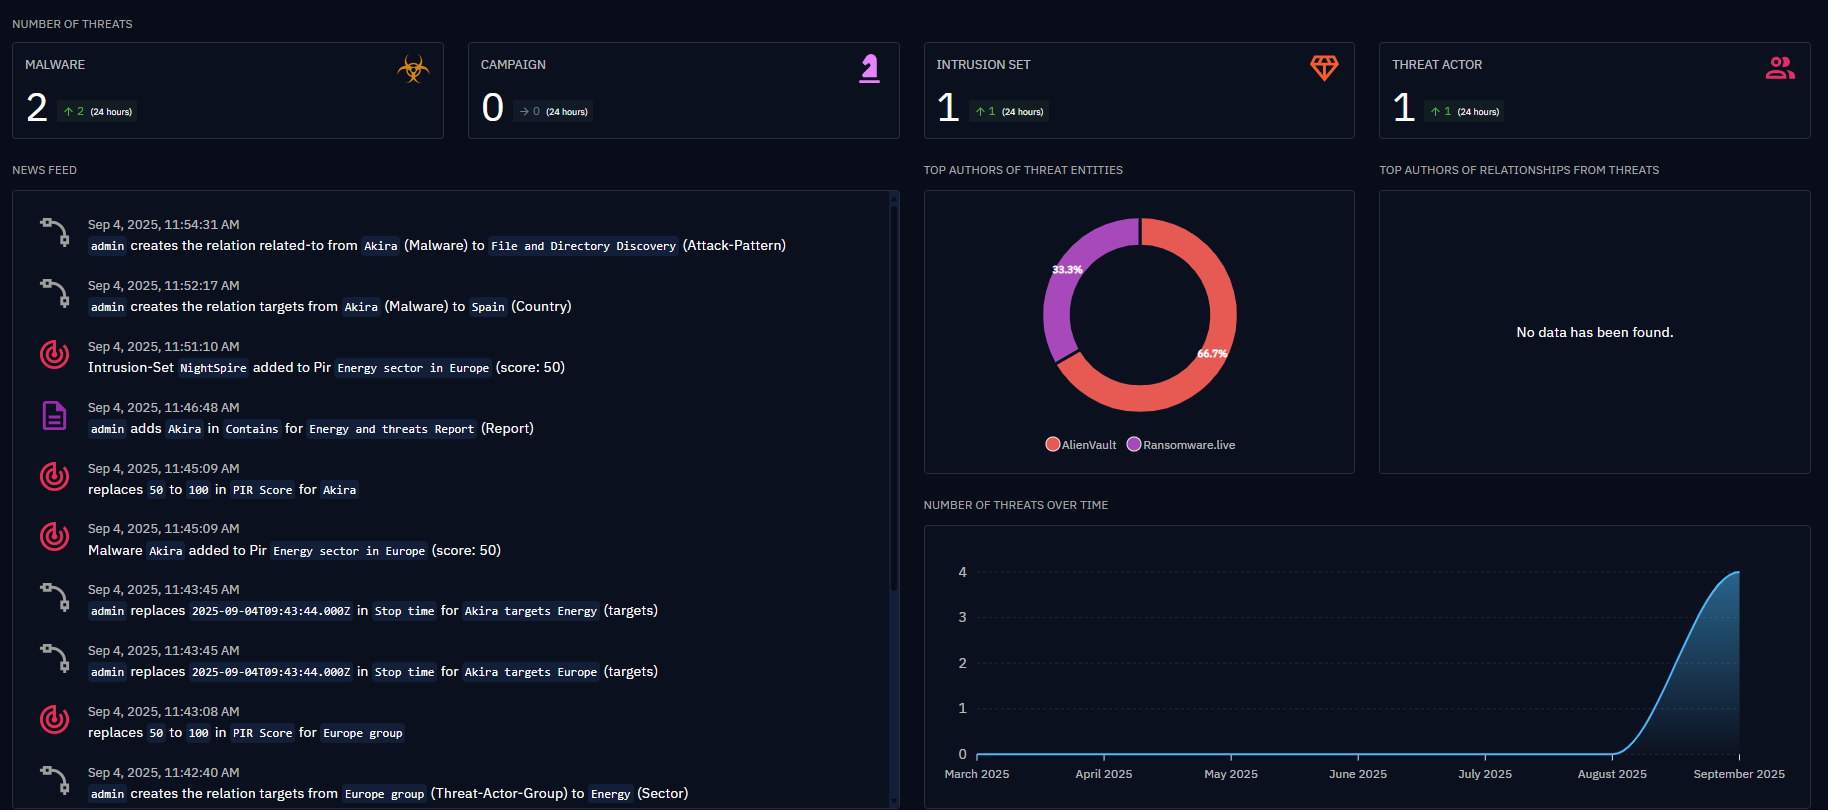 NUMBER OF THREATS
MALWARE
2 2 (24 hours)
CAMPAIGN
0 0 (24 hours)
INTRUSION SET
1 1 (24 hours)
THREAT ACTOR
1 1 (24 hours)
NEWS FEED
Sep 4, 2025, 11:54:31 AM
admin creates the relation related-to from Akira (Malware) to File and Directory Discovery (Attack-Pattern)
Sep 4, 2025, 11:52:17 AM
admin creates the relation targets from Akira (Malware) to Spain (Country)
Sep 4, 2025, 11:51:10 AM
Intrusion-Set NightSpire added to Pir Energy sector in Europe (score: 50)
Sep 4, 2025, 11:46:48 AM
admin adds Akira in Contains for Energy and threats Report (Report)
Sep 4, 2025, 11:45:09 AM
replaces 50 to 100 in PIR Score for Akira
Sep 4, 2025, 11:45:09 AM
Malware Akira added to Pir Energy sector in Europe (score: 50)
Sep 4, 2025, 11:43:45 AM
admin replaces 2025-09-04T09:43:44.000Z in Stop time for Akira targets Energy (targets)
Sep 4, 2025, 11:43:45 AM
admin replaces 2025-09-04T09:43:44.000Z in Stop time for Akira targets Europe (targets)
Sep 4, 2025, 11:43:08 AM
replaces 50 to 100 in PIR Score for Europe group
Sep 4, 2025, 11:42:40 AM
admin creates the relation targets from Europe group (Threat-Actor-Group) to Energy (Sector)
TOP AUTHORS OF THREAT ENTITIES
33.3%
66.7%
AlienVault Ransomware.live
TOP AUTHORS OF RELATIONSHIPS FROM THREATS
No data has been found.
NUMBER OF THREATS OVER TIME
4
3
2
1
0
March 2025 April 2025 May 2025 June 2025 July 2025 August 2025 September 2025